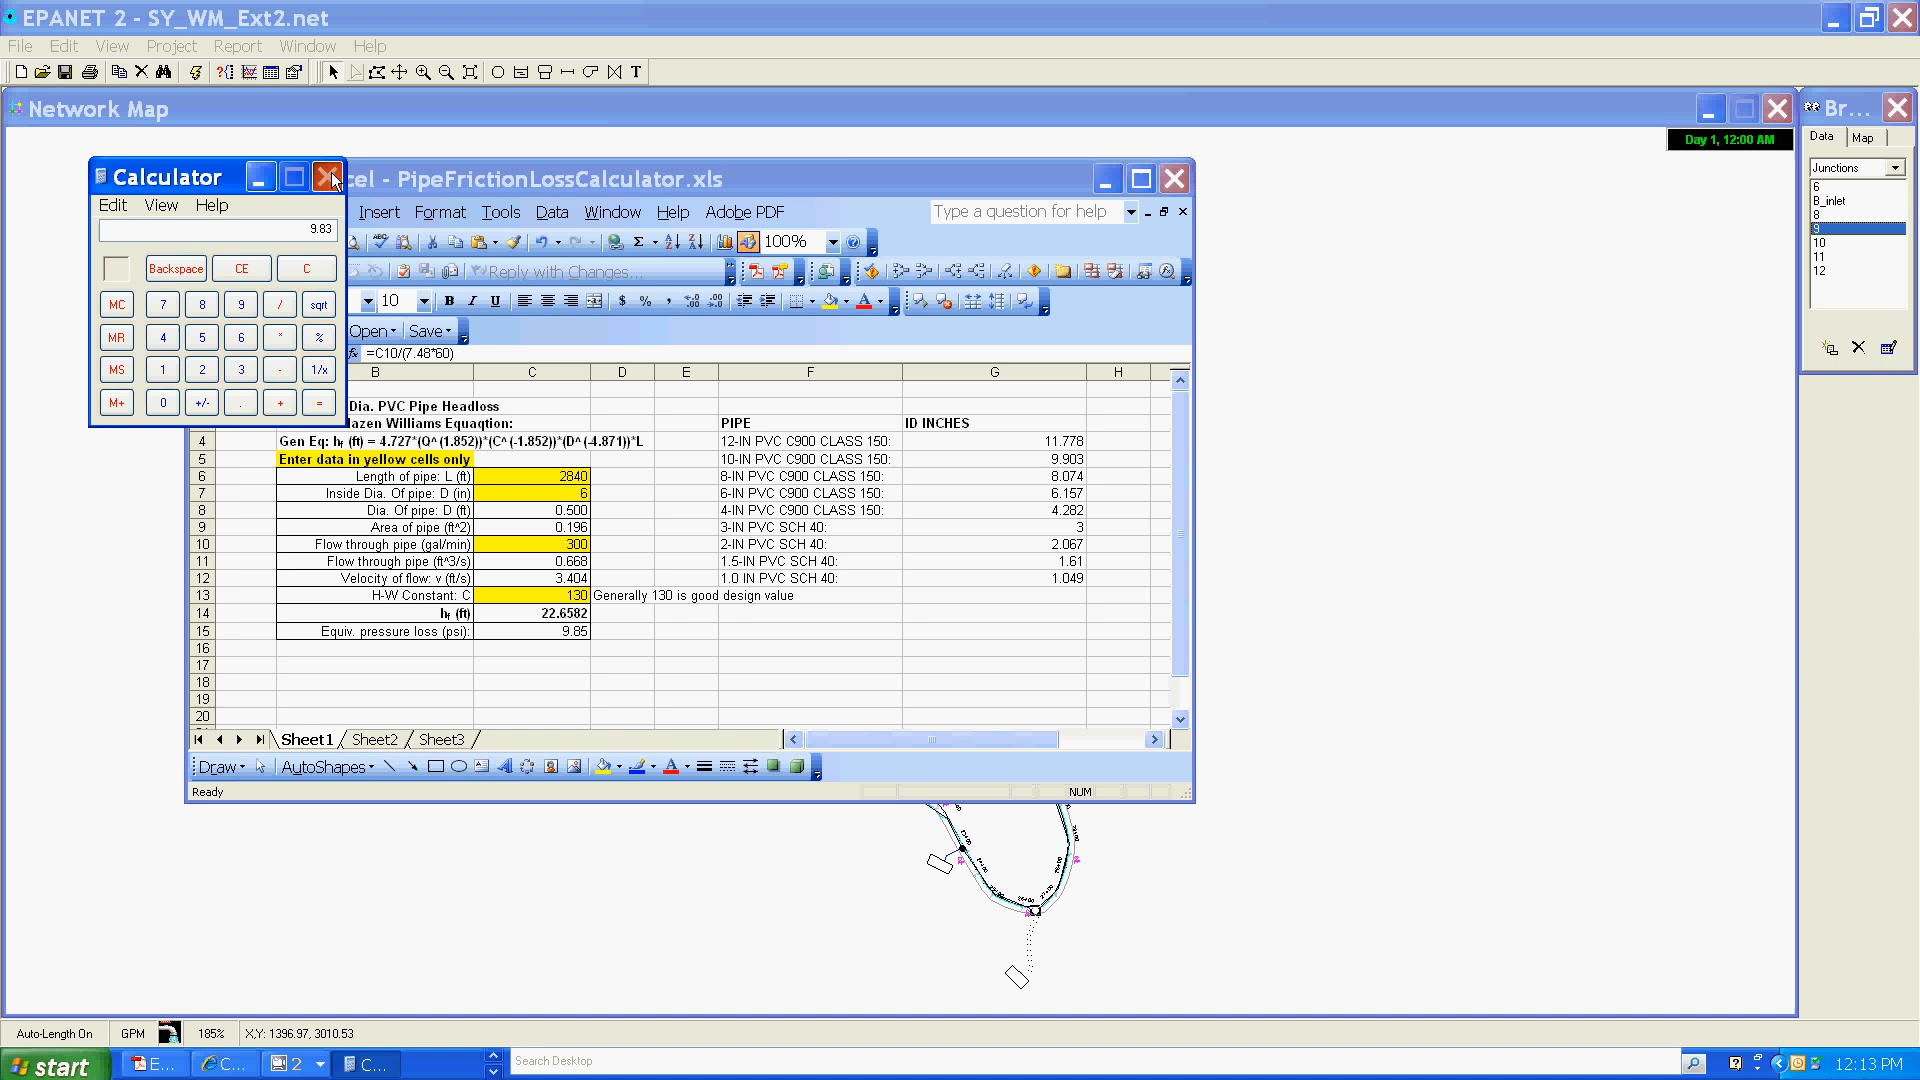 EPANET 2 - SY_WM_Ext2.net
File Edit View Project Report Window Help
Network Map
Br...
Data Map
Day 1, 12:00 AM
Junctions
6
B_inlet
8
9
10
11
12
Calculator
Edit View Help
9.83
Backspace CE C
MC 7 8 9 / sqrt
MR 4 5 6 * %
MS 1 2 3 - 1/x
M+ 0 +/- . + =
cel - PipeFrictionLossCalculator.xls
Insert Format Tools Data Window Help Adobe PDF
Type a question for help
100%
Reply with Changes...
10 B I U $ % ,
Open Save
fx =C10/(7.48*60)
B C D E F G H
Dia. PVC Pipe Headloss
lazen Williams Equaqtion: PIPE ID INCHES
4 Gen Eq: hf (ft) = 4.727*(Q^(1.852))*(C^(-1.852))*(D^(-4.871))*L 12-IN PVC C900 CLASS 150: 11.778
5 Enter data in yellow cells only 10-IN PVC C900 CLASS 150: 9.903
6 Length of pipe: L (ft) 2840 8-IN PVC C900 CLASS 150: 8.074
7 Inside Dia. Of pipe: D (in) 6 6-IN PVC C900 CLASS 150: 6.157
8 Dia. Of pipe: D (ft) 0.500 4-IN PVC C900 CLASS 150: 4.282
9 Area of pipe (ft^2) 0.196 3-IN PVC SCH 40: 3
10 Flow through pipe (gal/min) 300 2-IN PVC SCH 40: 2.067
11 Flow through pipe (ft^3/s) 0.668 1.5-IN PVC SCH 40: 1.61
12 Velocity of flow: v (ft/s) 3.404 1.0 IN PVC SCH 40: 1.049
13 H-W Constant: C 130 Generally 130 is good design value
14 hf (ft) 22.6582
15 Equiv. pressure loss (psi): 9.85
16
17
18
19
20
Sheet1 Sheet2 Sheet3
Draw AutoShapes
Ready NUM
Auto-Length On GPM 185% X,Y: 1396.97, 3010.53
start E... C... 2 C... Search Desktop 12:13 PM